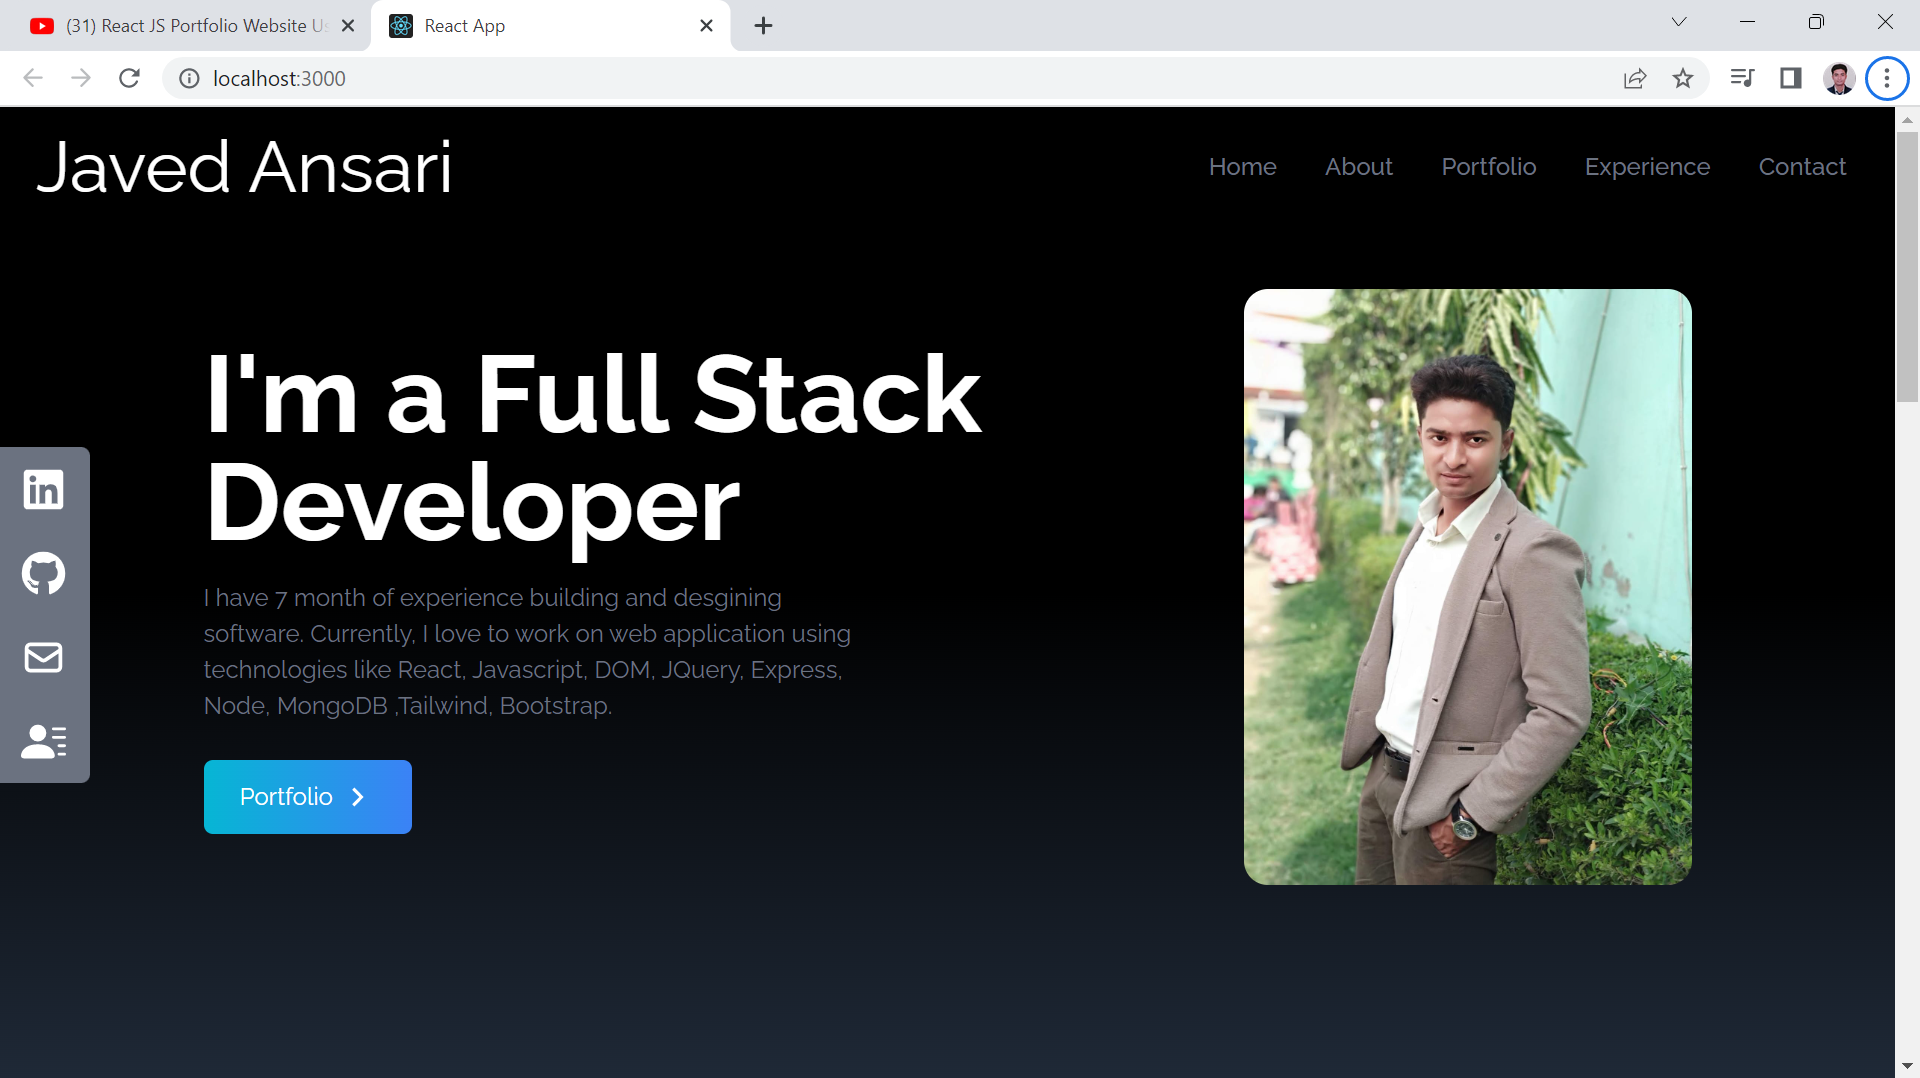 (31) React JS Portfolio Website Us
React App
localhost:3000
Javed Ansari
Home About Portfolio Experience Contact
I'm a Full Stack
Developer
I have 7 month of experience building and desgining
software. Currently, I love to work on web application using
technologies like React, Javascript, DOM, JQuery, Express,
Node, MongoDB ,Tailwind, Bootstrap.
Portfolio
in